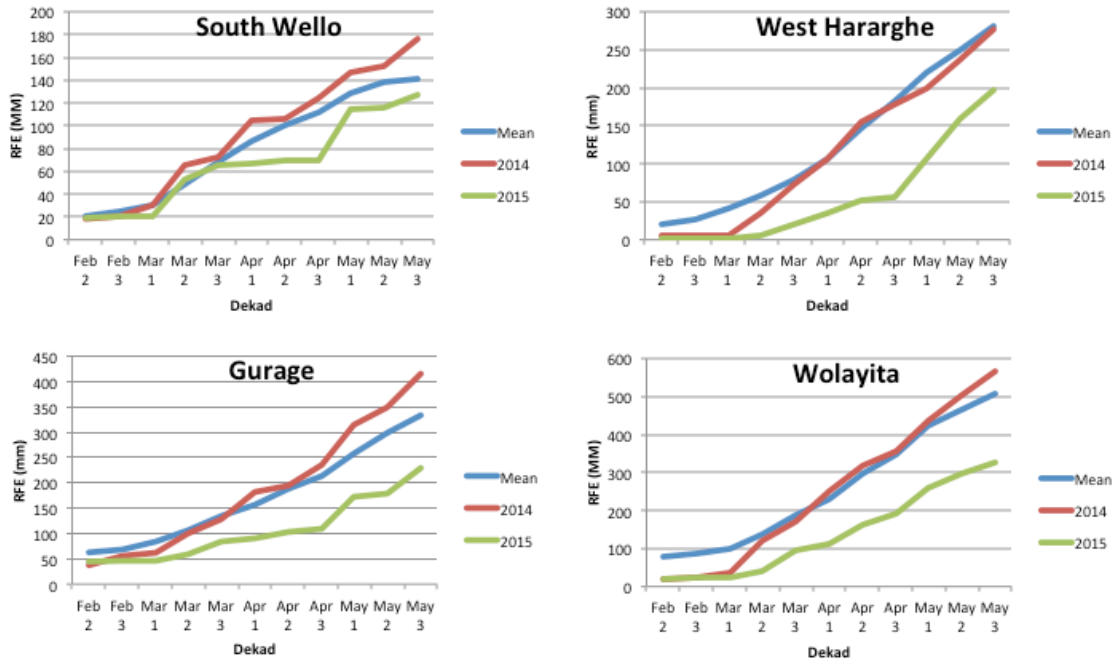 South Wello
RFE (MM)
200
180
160
140
120
100
80
60
40
20
0
Feb Feb Mar Mar Mar Apr Apr Apr May May May
2 3 1 2 3 1 2 3 1 2 3
Dekad
Mean
2014
2015
West Hararghe
RFE (mm)
300
250
200
150
100
50
0
Feb Feb Mar Mar Mar Apr Apr Apr May May May
2 3 1 2 3 1 2 3 1 2 3
Dekad
Mean
2014
2015
Gurage
RFE (mm)
450
400
350
300
250
200
150
100
50
0
Feb Feb Mar Mar Mar Apr Apr Apr May May May
2 3 1 2 3 1 2 3 1 2 3
Dekad
Mean
2014
2015
Wolayita
RFE (MM)
600
500
400
300
200
100
0
Feb Feb Mar Mar Mar Apr Apr Apr May May May
2 3 1 2 3 1 2 3 1 2 3
Dekad
Mean
2014
2015